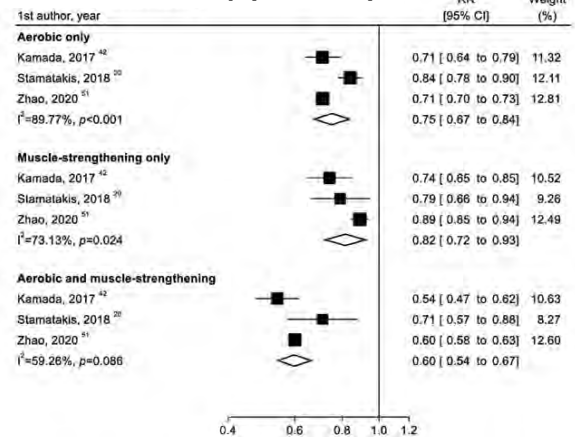 1st author, year [95% CI] (%)
Aerobic only
Kamada, 2017 42 0.71 [ 0.64 to 0.79] 11.32
Stamatakis, 2018 20 0.84 [ 0.78 to 0.90] 12.11
Zhao, 2020 51 0.71 [ 0.70 to 0.73] 12.81
I2=89.77%, p<0.001 0.75 [ 0.67 to 0.84]
Muscle-strengthening only
Kamada, 2017 42 0.74 [ 0.65 to 0.85] 10.52
Stamatakis, 2018 20 0.79 [ 0.66 to 0.94] 9.26
Zhao, 2020 51 0.89 [ 0.85 to 0.94] 12.49
I2=73.13%, p=0.024 0.82 [ 0.72 to 0.93]
Aerobic and muscle-strengthening
Kamada, 2017 42 0.54 [ 0.47 to 0.62] 10.63
Stamatakis, 2018 20 0.71 [ 0.57 to 0.88] 8.27
Zhao, 2020 51 0.60 [ 0.58 to 0.63] 12.60
I2=59.26%, p=0.086 0.60 [ 0.54 to 0.67]
0.4 0.6 0.8 1.0 1.2